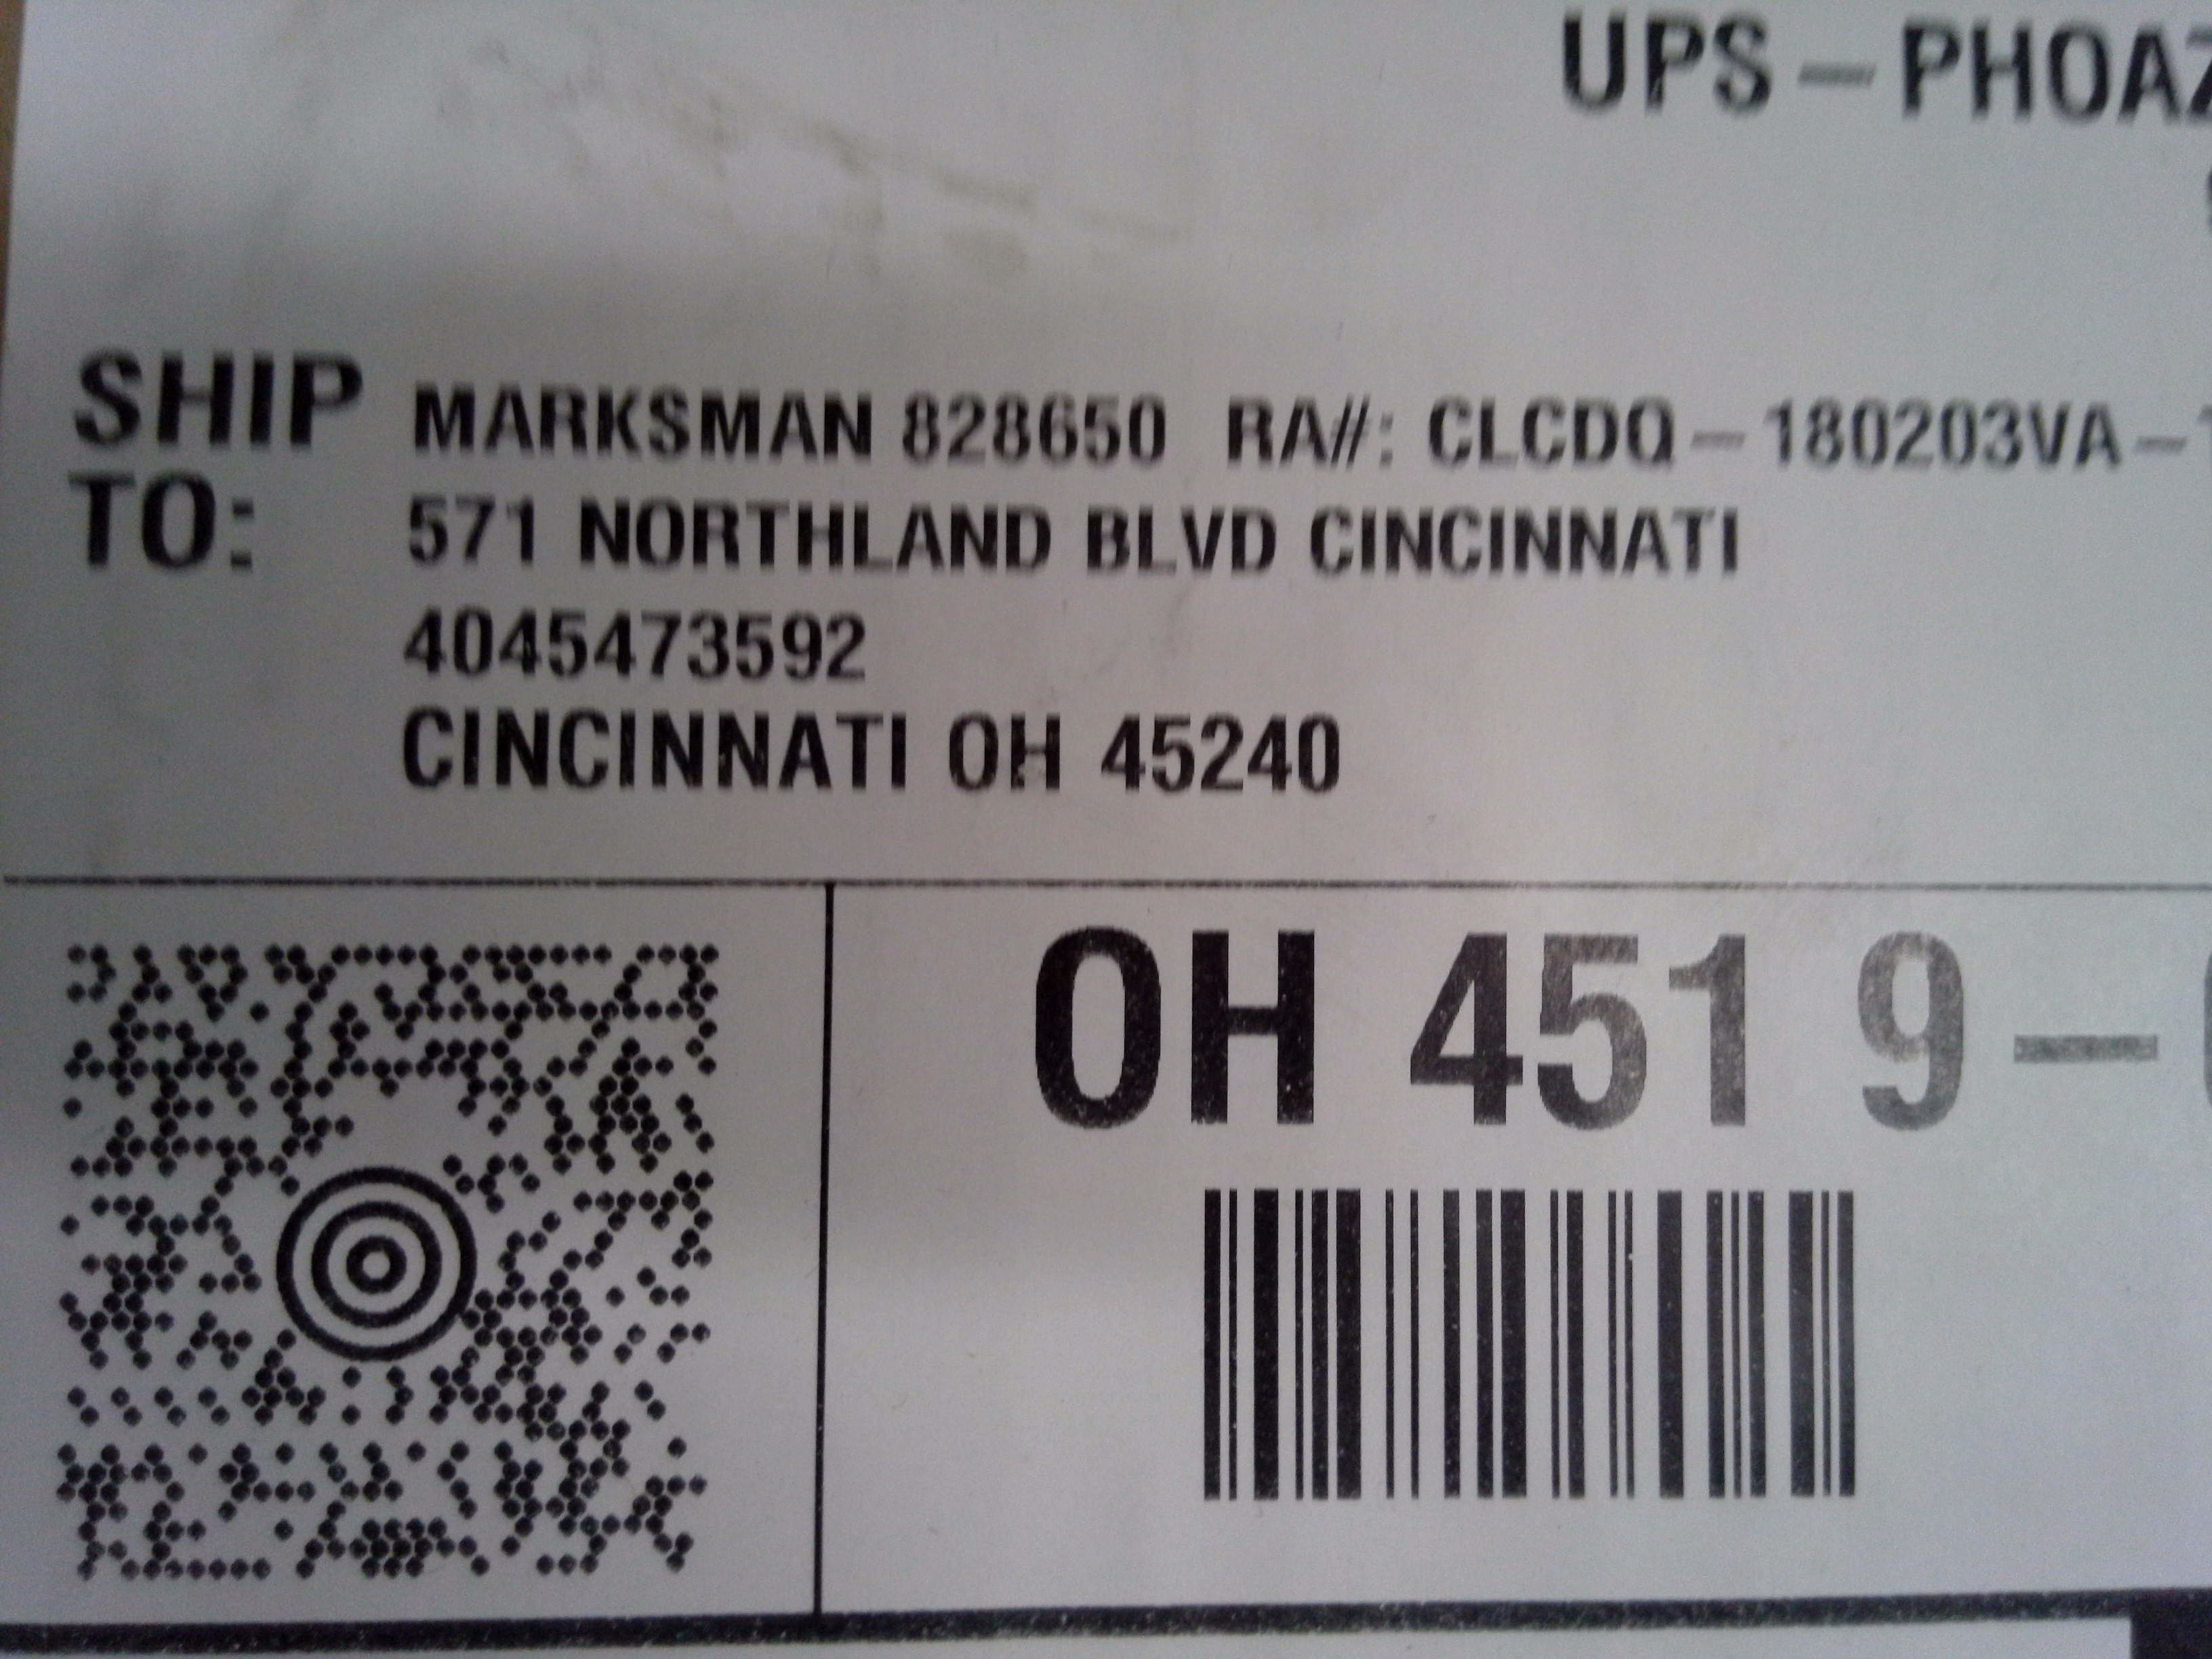 UPS-PHOAZ
SHIP TO:
MARKSMAN 828650 RA#: CLCDQ-180203VA-
571 NORTHLAND BLVD CINCINNATI
4045473592
CINCINNATI OH 45240
OH 451 9-